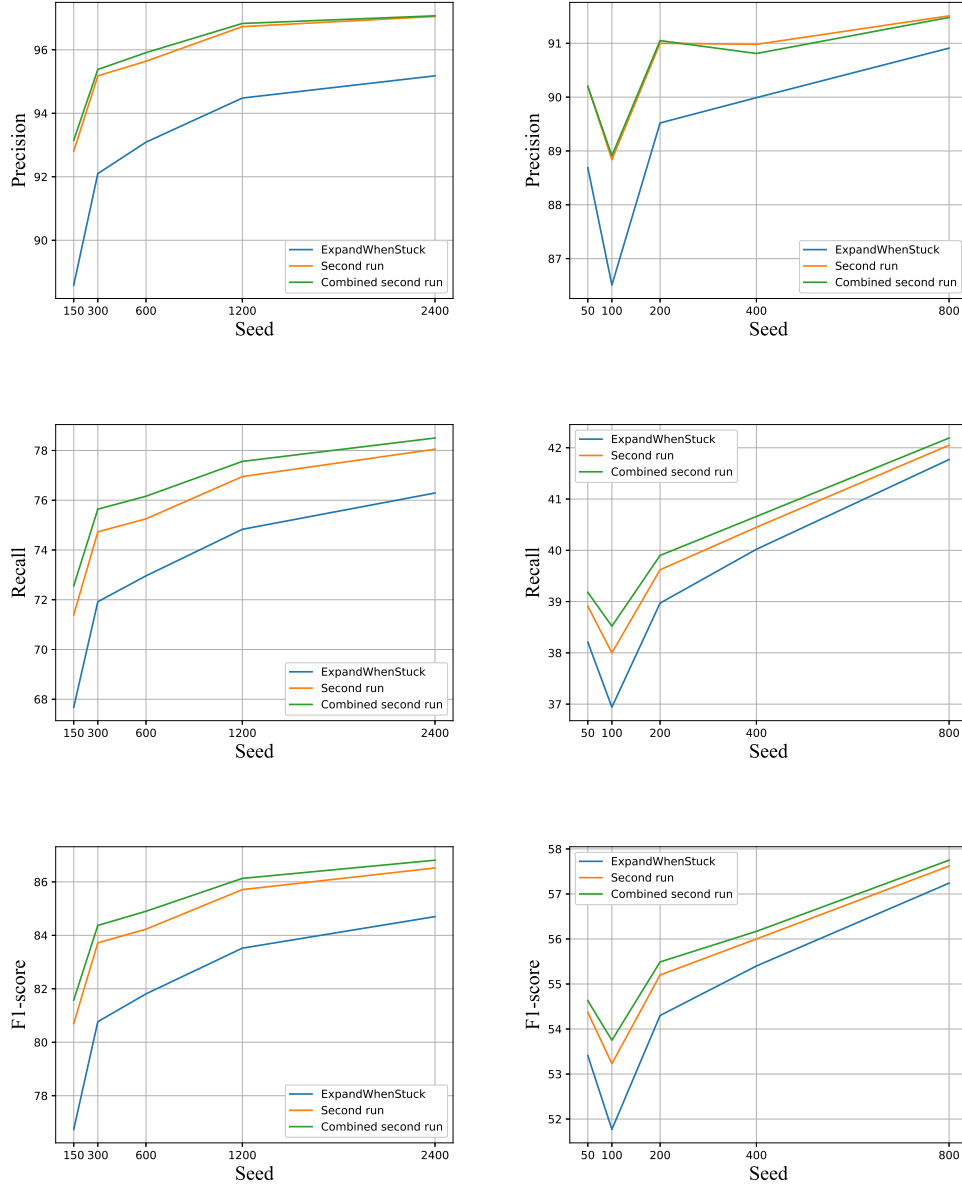 96
94
92
90
Precision
ExpandWhenStuck
Second run
Combined second run
150 300 600 1200 2400
Seed
91
90
89
88
87
Precision
ExpandWhenStuck
Second run
Combined second run
50 100 200 400 800
Seed
78
76
74
72
70
68
Recall
ExpandWhenStuck
Second run
Combined second run
150 300 600 1200 2400
Seed
42
41
40
39
38
37
Recall
ExpandWhenStuck
Second run
Combined second run
50 100 200 400 800
Seed
86
84
82
80
78
F1-score
ExpandWhenStuck
Second run
Combined second run
150 300 600 1200 2400
Seed
58
57
56
55
54
53
52
F1-score
ExpandWhenStuck
Second run
Combined second run
50 100 200 400 800
Seed